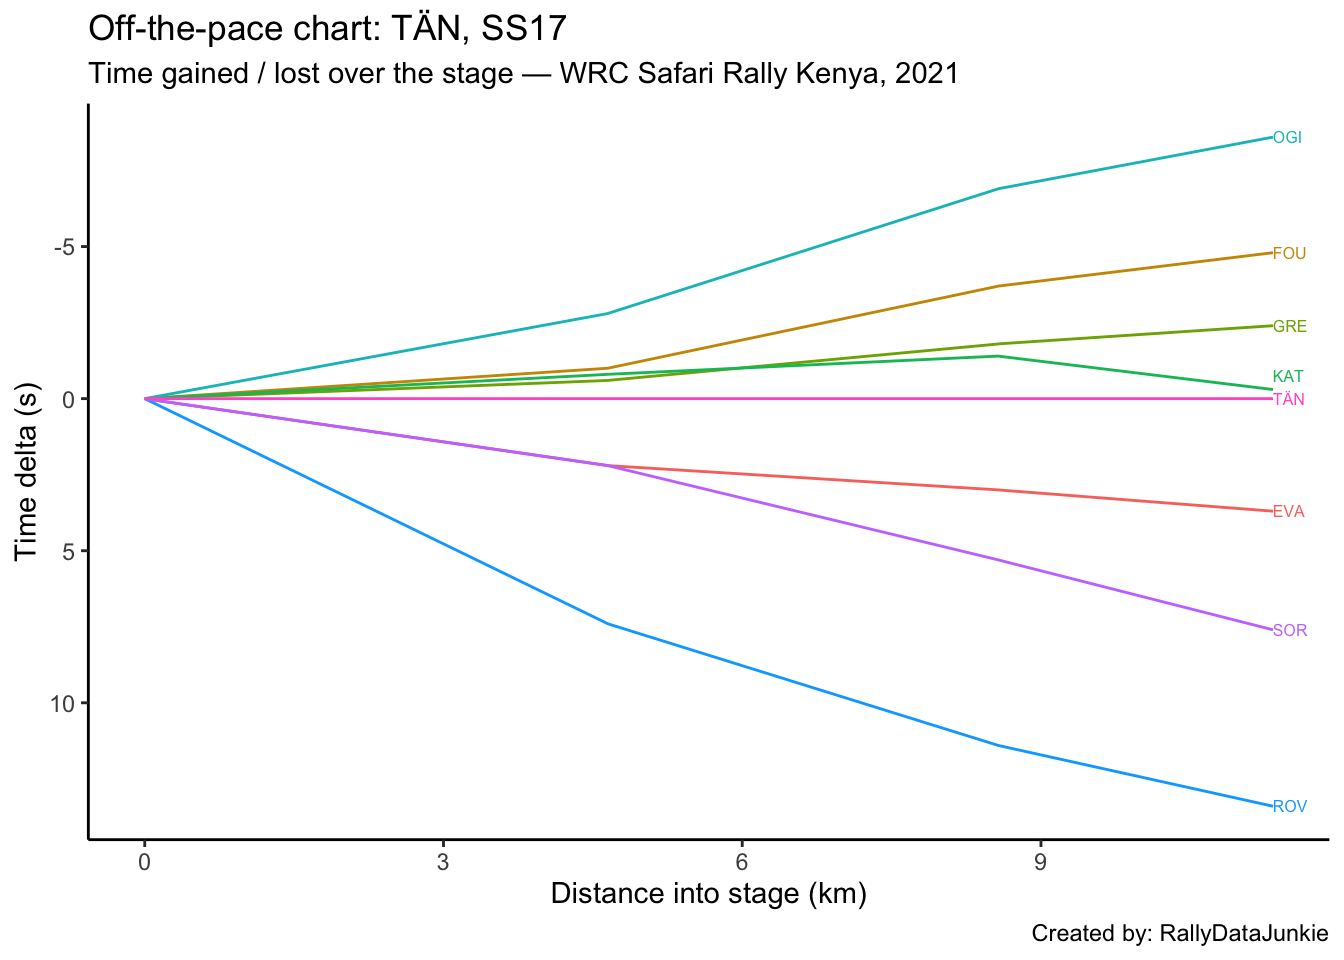 Off-the-pace chart: TÄN, SS17
Time gained / lost over the stage — WRC Safari Rally Kenya, 2021
OGI
-5
FOU
GRE
KAT
0
TÄN
Time delta (s)
EVA
5
SOR
10
ROV
0 3 6 9
Distance into stage (km)
Created by: RallyDataJunkie